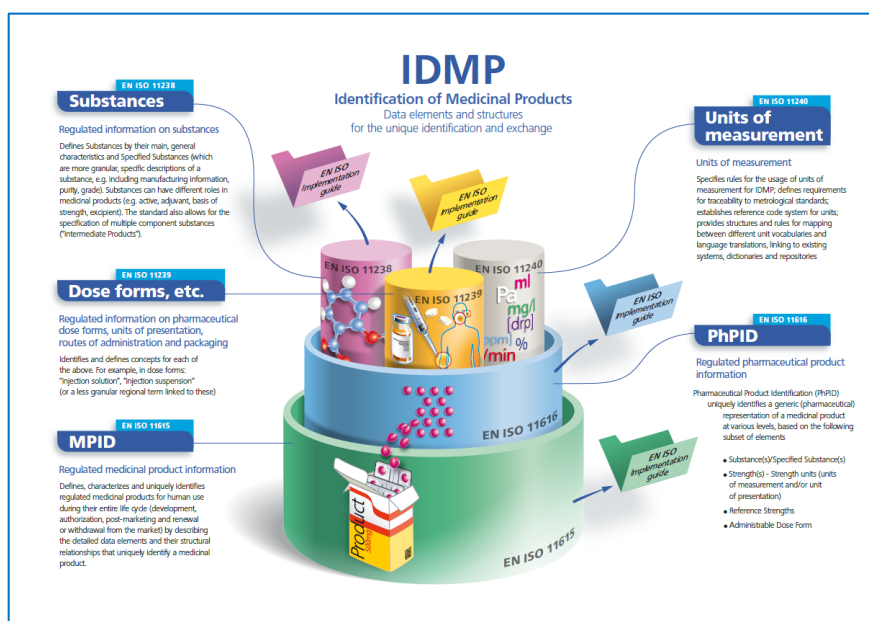 IDMP
Identification of Medicinal Products
Data elements and structures
for the unique identification and exchange
EN ISO 11238
Substances
Regulated information on substances
Defines Substances by their main, general
characteristics and Specified Substances (which
are more granular, specific descriptions of a
substance, e.g. including manufacturing information,
purity, grade). Substances can have different roles in
medicinal products (e.g. active, adjuvant, basis of
strength, excipient). The standard also allows for the
specification of multiple component substances
("Intermediate Products").
EN ISO 11239
Dose forms, etc.
Regulated information on pharmaceutical
dose forms, units of presentation,
routes of administration and packaging
Identifies and defines concepts for each of
the above. For example, in dose forms:
"injection solution", "injection suspension"
(or a less granular regional term linked to these)
EN ISO 11615
MPID
Regulated medicinal product information
Defines, characterizes and uniquely identifies
regulated medicinal products for human use
during their entire life cycle (development,
authorization, post-marketing and renewal
or withdrawal from the market) by describing
the detailed data elements and their structural
relationships that uniquely identify a medicinal
product.
EN ISO
Implementation
guide
EN ISO
Implementation
guide
EN ISO 11238
EN ISO 11239
EN ISO 11240
ml
Pa
mg/l
[drp]
ppm]
%
/min
EN ISO 11616
EN ISO 11615
Product
500mg
EN ISO
Implementation
guide
EN ISO
Implementation
guide
EN ISO 11240
Units of
measurement
Units of measurement
Specifies rules for the usage of units of
measurement for IDMP; defines requirements
for traceability to metrological standards;
establishes reference code system for units;
provides structures and rules for mapping
between different unit vocabularies and
language translations, linking to existing
systems, dictionaries and repositories
EN ISO 11616
PhPID
Regulated pharmaceutical product
information
Pharmaceutical Product Identification (PhPID)
uniquely identifies a generic (pharmaceutical)
representation of a medicinal product
at various levels, based on the following
subset of elements
• Substance(s)/Specified Substance(s)
• Strength(s) - Strength units (units
of measurement and/or unit
of presentation)
• Reference Strengths
• Administrable Dose Form